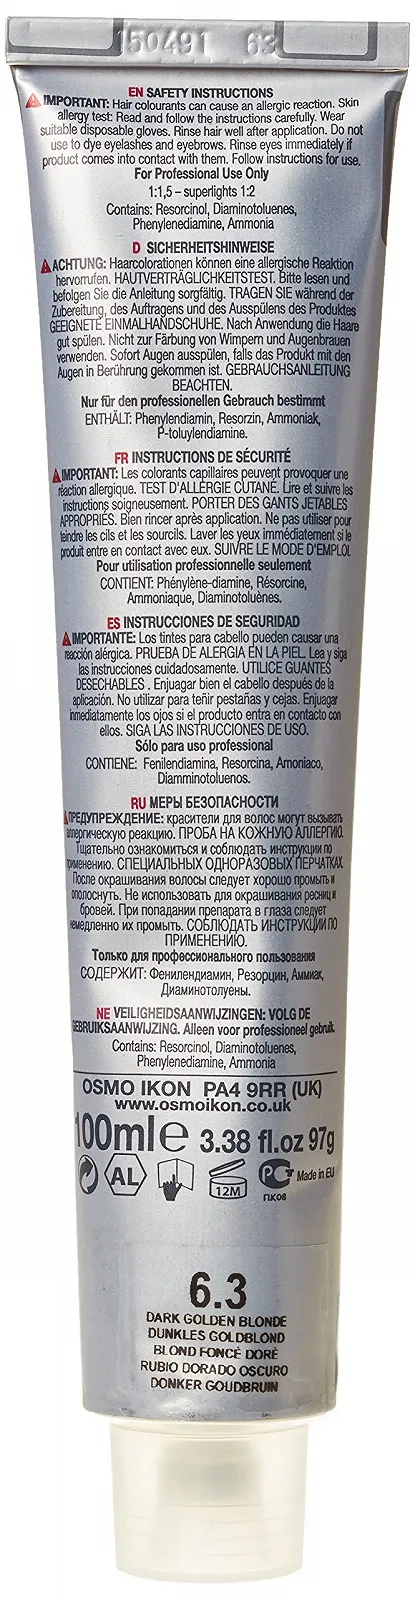 150491 63
EN SAFETY INSTRUCTIONS
IMPORTANT: Hair colourants can cause an allergic reaction. Skin
allergy test: Read and follow the instructions carefully. Wear
suitable disposable gloves. Rinse hair well after application. Do not
use to dye eyelashes and eyebrows. Rinse eyes immediately if
product comes into contact with them. Follow instructions for use.
For Professional Use Only
1:1,5 – superlights 1:2
Contains: Resorcinol, Diaminotoluenes,
Phenylenediamine, Ammonia
D SICHERHEITSHINWEISE
ACHTUNG: Haarcolorationen können eine allergische Reaktion
hervorrufen. HAUTVERTRÄGLICHKEITSTEST. Bitte lesen und
befolgen Sie die Anleitung sorgfältig. TRAGEN SIE während der
Zubereitung, des Auftragens und des Ausspülens des Produktes
GEEIGNETE EINMALHANDSCHUHE. Nach Anwendung die Haare
gut spülen. Nicht zur Färbung von Wimpern und Augenbrauen
verwenden. Sofort Augen ausspülen, falls das Produkt mit den
Augen in Berührung gekommen ist. GEBRAUCHSANLEITUNG
BEACHTEN.
Nur für den professionellen Gebrauch bestimmt
ENTHÄLT: Phenylendiamin, Resorzin, Ammoniak,
P-toluylendiamine.
FR INSTRUCTIONS DE SÉCURITÉ
IMPORTANT: Les colorants capillaires peuvent provoquer une
réaction allergique. TEST D'ALLERGIE CUTANÉ. Lire et suivre les
instructions soigneusement. PORTER DES GANTS JETABLES
APPROPRIÉS. Bien rincer après application. Ne pas utiliser pour
teindre les cils et les sourcils. Laver les yeux immédiatement si le
produit entre en contact avec eux. SUIVRE LE MODE D'EMPLOI.
Pour utilisation professionnelle seulement
CONTIENT: Phénylène-diamine, Résorcine,
Ammoniaque, Diaminotoluènes.
ES INSTRUCCIONES DE SEGURIDAD
IMPORTANTE: Los tintes para cabello pueden causar una
reacción alérgica. PRUEBA DE ALERGIA EN LA PIEL. Lea y siga
las instrucciones cuidadosamente. UTILICE GUANTES
DESECHABLES . Enjuagar bien el cabello después de la
aplicación. No utilizar para teñir pestañas y cejas. Enjuagar
inmediatamente los ojos si el producto entra en contacto con
ellos. SIGA LAS INSTRUCCIONES DE USO.
Sólo para uso professional
CONTIENE: Fenilendiamina, Resorcina, Amoniaco,
Diamminotoluenos.
RU МЕРЫ БЕЗОПАСНОСТИ
ПРЕДУПРЕЖДЕНИЕ: красители для волос могут вызывать
аллергическую реакцию. ПРОБА НА КОЖНУЮ АЛЛЕРГИЮ.
Тщательно ознакомиться и соблюдать инструкции по
применению. СПЕЦИАЛЬНЫХ ОДНОРАЗОВЫХ ПЕРЧАТКАХ.
После окрашивания волосы следует хорошо промыть и
ополоснуть. Не использовать для окрашивания ресниц и
бровей. При попадании препарата в глаза следует
немедленно их промыть. СОБЛЮДАТЬ ИНСТРУКЦИИ ПО
ПРИМЕНЕНИЮ.
Только для профессионального пользования
СОДЕРЖИТ: Фенилендиамин, Резорцин, Аммиак,
Диаминотолуены.
NE VEILIGHEIDSAANWIJZINGEN: VOLG DE
GEBRUIKSAANWIJZING. Alleen voor professioneel gebruik.
Contains: Resorcinol, Diaminotoluenes,
Phenylenediamine, Ammonia
OSMO IKON PA4 9RR (UK)
www.osmoikon.co.uk
100ml℮ 3.38 fl.oz 97g
AL 12M РСТ ПК08 Made in EU
6.3
DARK GOLDEN BLONDE
DUNKLES GOLDBLOND
BLOND FONCÉ DORÉ
RUBIO DORADO OSCURO
DONKER GOUDBRUIN